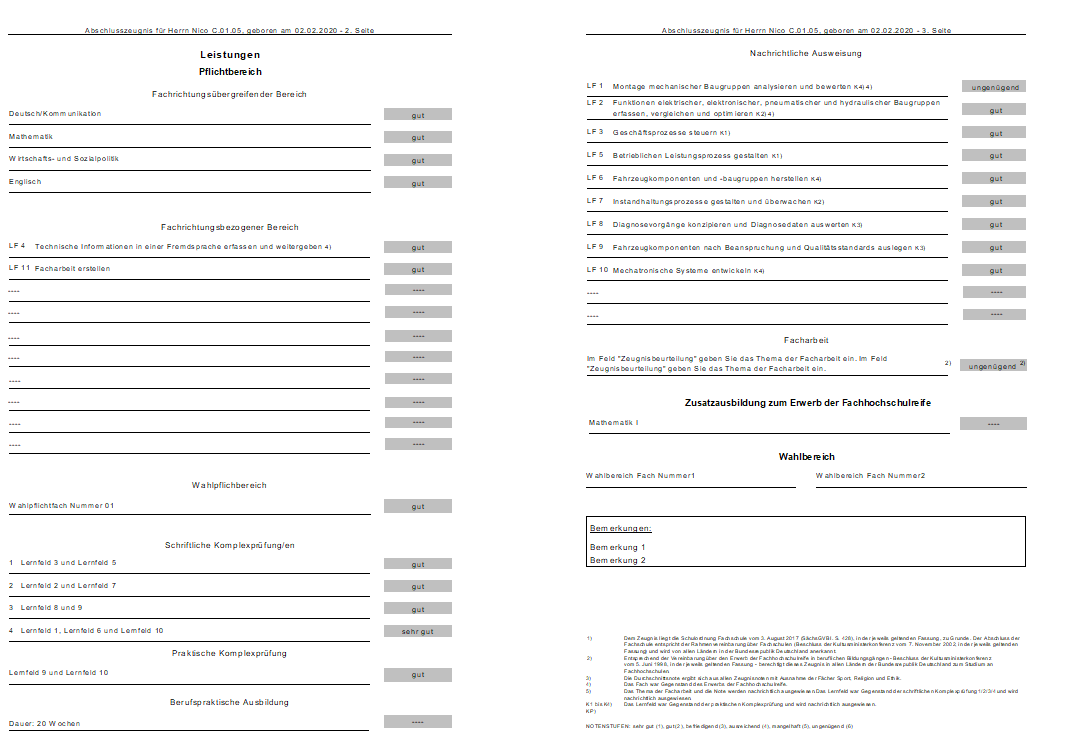 Abschlusszeugnis für Herrn Nico C.01.05, geboren am 02.02.2020 - 2. Seite
Leistungen
Pflichtbereich
Fachrichtungsübergreifender Bereich
Deutsch/Kommunikation gut
Mathematik gut
Wirtschafts- und Sozialpolitik gut
Englisch gut
Fachrichtungsbezogener Bereich
LF 4 Technische Informationen in einer Fremdsprache erfassen und weitergeben 4) gut
LF 11 Facharbeit erstellen gut
---- ----
---- ----
---- ----
---- ----
---- ----
---- ----
---- ----
---- ----
Wahlpflichbereich
Wahlpflichtfach Nummer 01 gut
Schriftliche Komplexprüfung/en
1 Lernfeld 3 und Lernfeld 5 gut
2 Lernfeld 2 und Lernfeld 7 gut
3 Lernfeld 8 und 9 gut
4 Lernfeld 1, Lernfeld 6 und Lernfeld 10 sehr gut
Praktische Komplexprüfung
Lernfeld 9 und Lernfeld 10 gut
Berufspraktische Ausbildung
Dauer: 20 Wochen ----
Abschlusszeugnis für Herrn Nico C.01.05, geboren am 02.02.2020 - 3. Seite
Nachrichtliche Ausweisung
LF 1 Montage mechanischer Baugruppen analysieren und bewerten K4) 4) ungenügend
LF 2 Funktionen elektrischer, elektronischer, pneumatischer und hydraulischer Baugruppen
erfassen, vergleichen und optimieren K2) 4) gut
LF 3 Geschäftsprozesse steuern K1) gut
LF 5 Betrieblichen Leistungsprozess gestalten K1) gut
LF 6 Fahrzeugkomponenten und -baugruppen herstellen K4) gut
LF 7 Instandhaltungsprozesse gestalten und überwachen K2) gut
LF 8 Diagnosevorgänge konzipieren und Diagnosedaten auswerten K3) gut
LF 9 Fahrzeugkomponenten nach Beanspruchung und Qualitätsstandards auslegen K3) gut
LF 10 Mechatronische Systeme entwickeln K4) gut
---- ----
---- ----
Facharbeit
Im Feld "Zeugnisbeurteilung" geben Sie das Thema der Facharbeit ein. Im Feld 2)
"Zeugnisbeurteilung" geben Sie das Thema der Facharbeit ein. ungenügend 2)
Zusatzausbildung zum Erwerb der Fachhochschulreife
Mathematik I ----
Wahlbereich
Wahlbereich Fach Nummer1 Wahlbereich Fach Nummer2
Bemerkungen:
Bemerkung 1
Bemerkung 2
1) Dem Zeugnis liegt die Schulordnung Fachschule vom 3. August 2017 (SächsGVBl. S. 428), in der jeweils geltenden Fassung, zu Grunde. Der Abschluss der
Fachschule entspricht der Rahmenvereinbarung über Fachschulen (Beschluss der Kultusministerkonferenz vom 7. November 2002, in der jeweils geltenden
Fassung) und wird von allen Ländern in der Bundesrepublik Deutschland anerkannt.
2) Entsprechend der Vereinbarung über den Erwerb der Fachhochschulreife in beruflichen Bildungsgängen - Beschluss der Kultusministerkonferenz
vom 5. Juni 1998, in der jeweils geltenden Fassung – berechtigt dieses Zeugnis in allen Ländern der Bundesrepublik Deutschland zum Studium an
Fachhochschulen.
3) Die Durchschnittsnote ergibt sich aus allen Zeugnisnoten mit Ausnahme der Fächer Sport, Religion und Ethik.
4) Das Fach war Gegenstand des Erwerbs der Fachhochschulreife.
5) Das Thema der Facharbeit und die Note werden nachrichtlich ausgewiesen.Das Lernfeld war Gegenstand der schriftlichen Komplexprüfung 1/2/3/4 und wird
nachrichtlich ausgewiesen.
K1 bis K4) Das Lernfeld war Gegenstand der praktischen Komplexprüfung und wird nachrichtlich ausgewiesen.
KP)
NOTENSTUFEN: sehr gut (1), gut (2), befriedigend (3), ausreichend (4), mangelhaft (5), ungenügend (6)